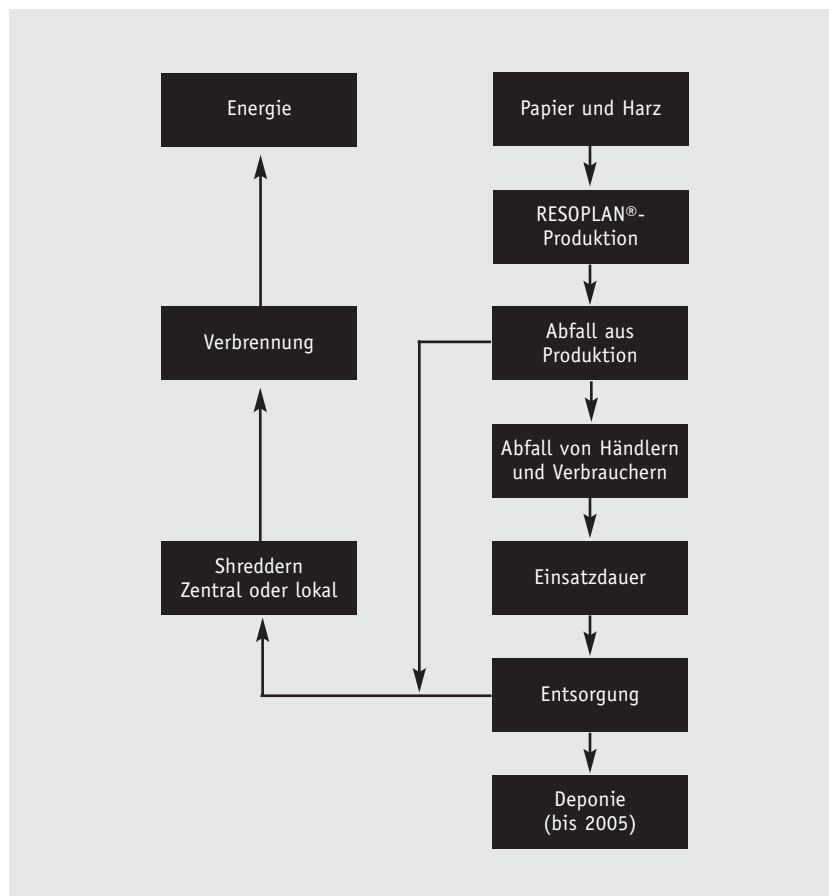 Energie
Papier und Harz
RESOPLAN®-
Produktion
Verbrennung
Abfall aus
Produktion
Abfall von Händlern
und Verbrauchern
Shreddern
Zentral oder lokal
Einsatzdauer
Entsorgung
Deponie
(bis 2005)